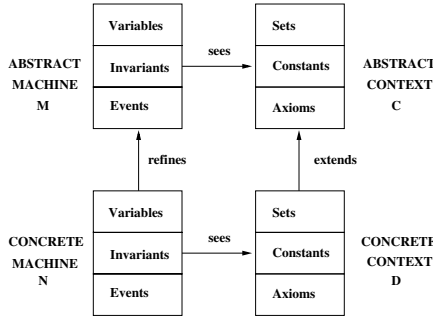 Variables
Sets
sees
ABSTRACT
MACHINE
M
Invariants
Constants
ABSTRACT
CONTEXT
C
Events
Axioms
refines
extends
Variables
Sets
sees
CONCRETE
MACHINE
N
Invariants
Constants
CONCRETE
CONTEXT
D
Events
Axioms